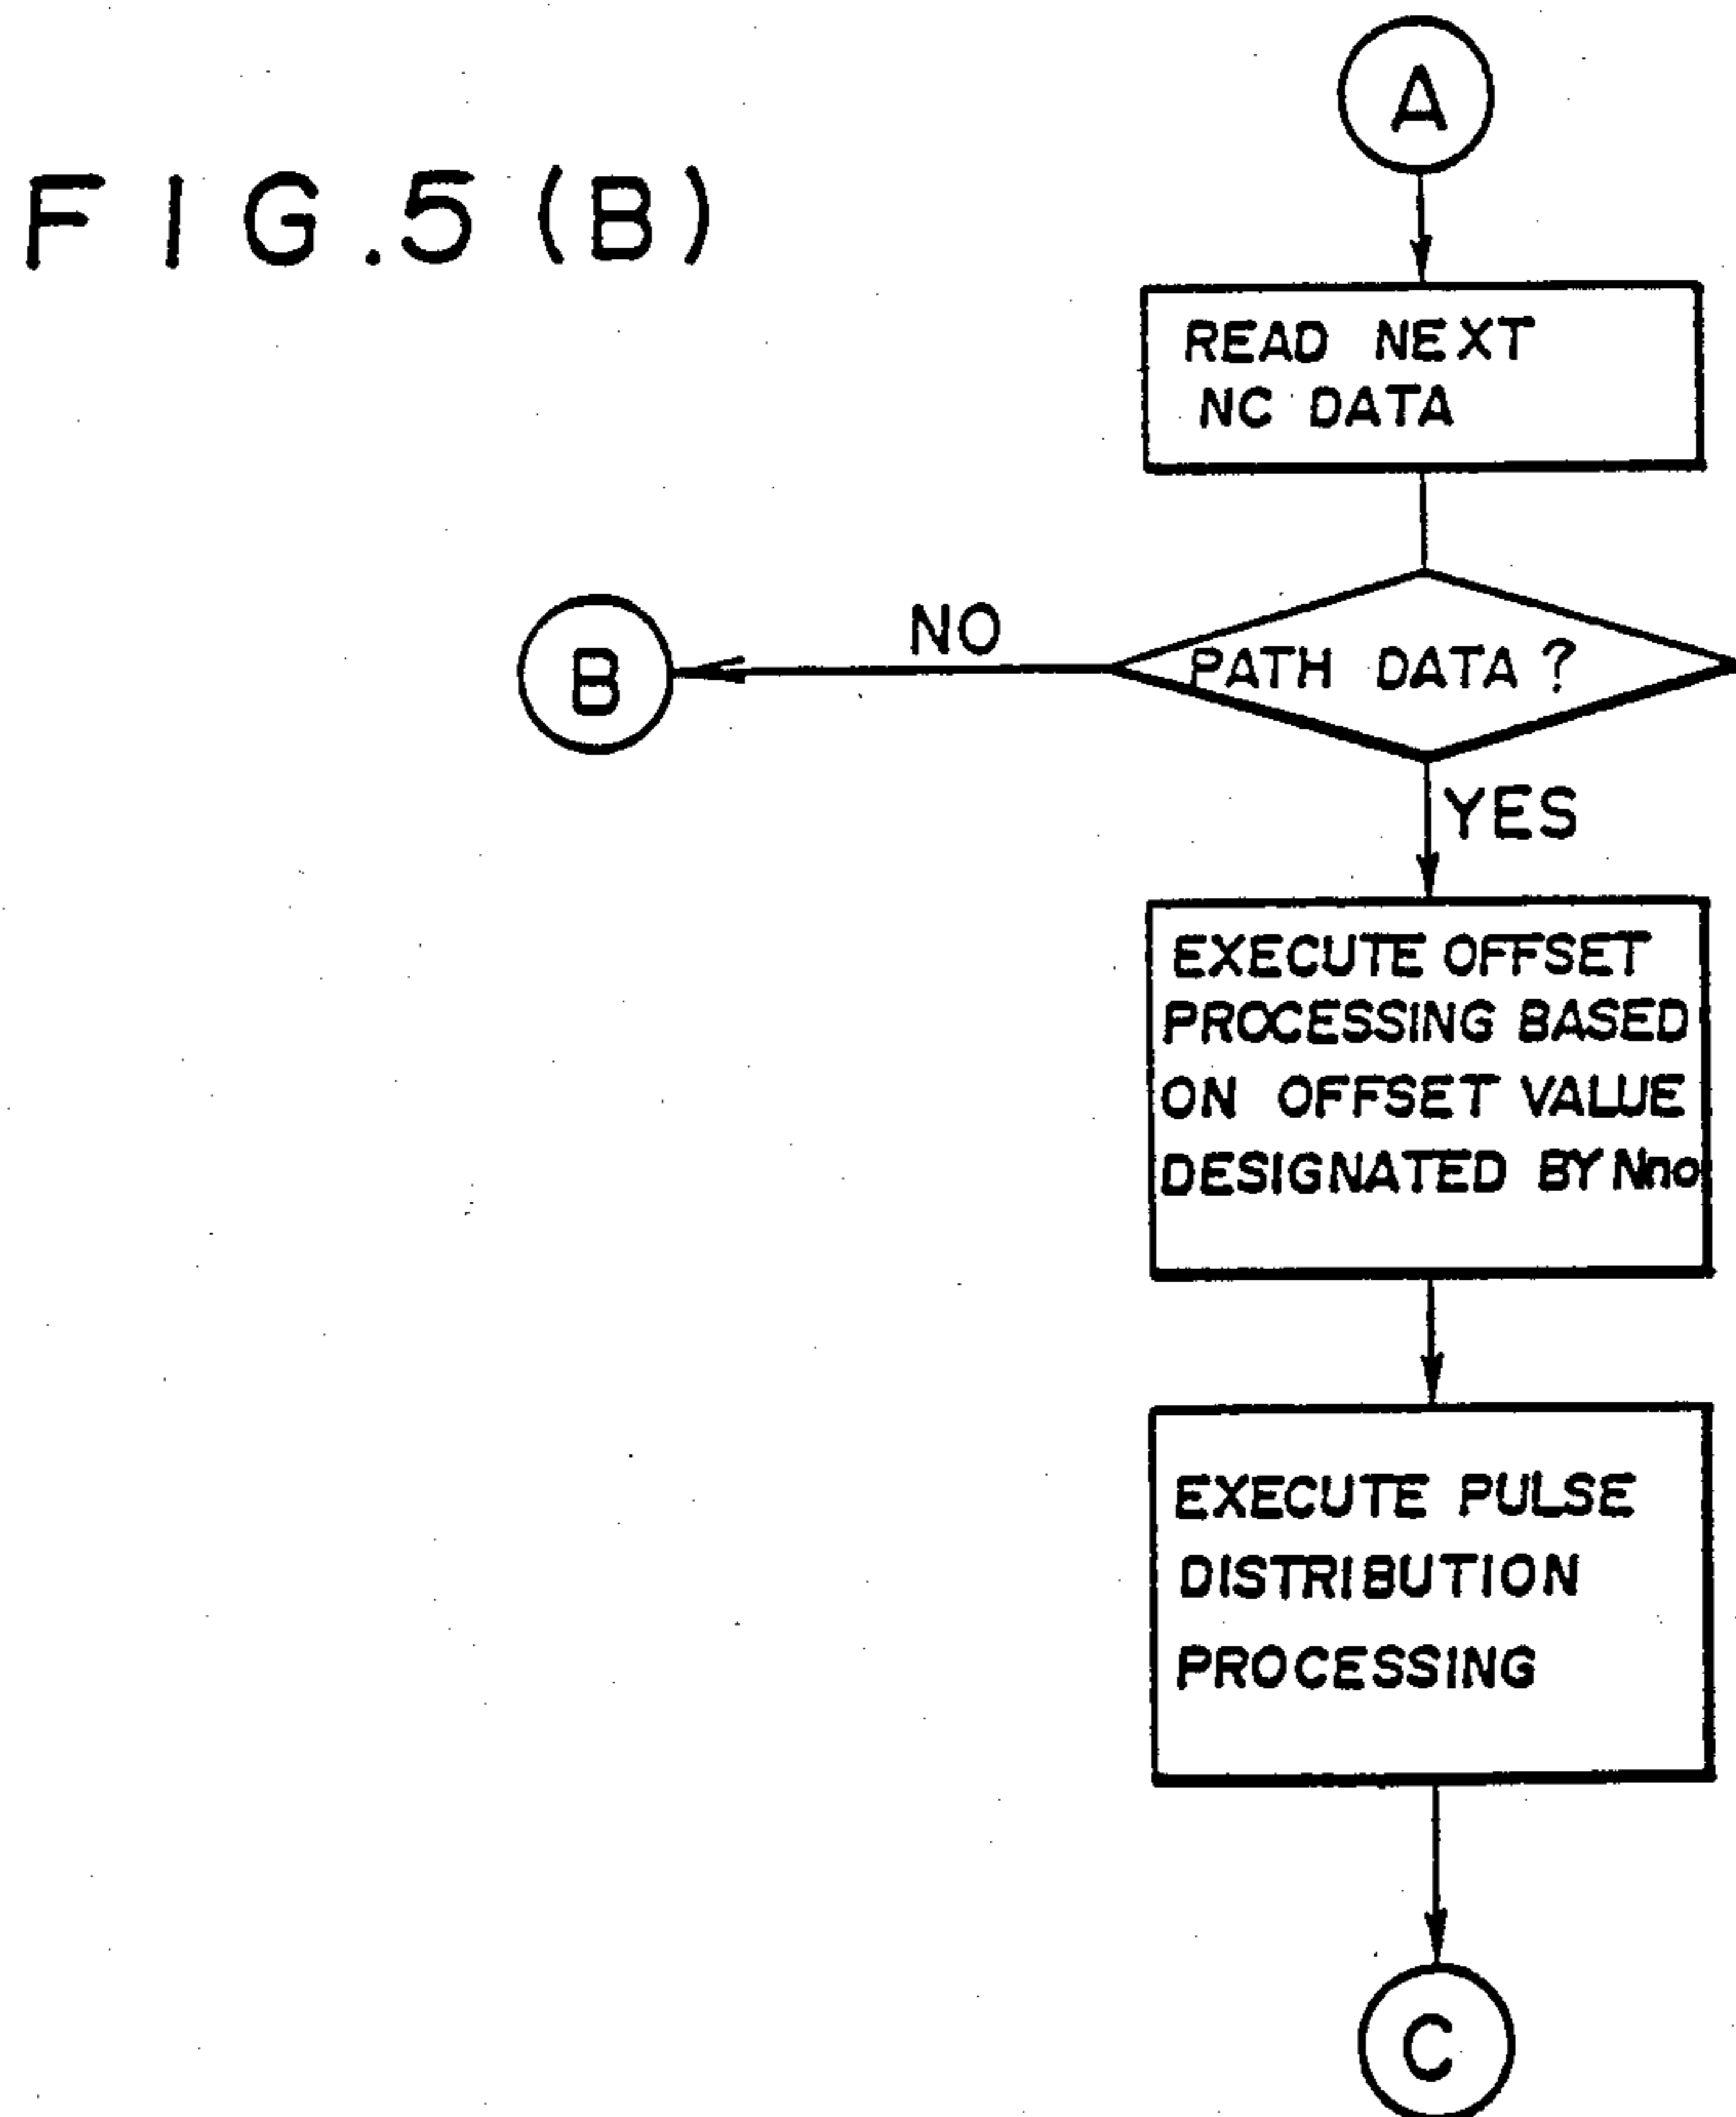 FIG.5 (B)
A
READ NEXT
NC DATA
NO
B
PATH DATA ?
YES
EXECUTE OFFSET
PROCESSING BASED
ON OFFSET VALUE
DESIGNATED BY Nno
EXECUTE PULSE
DISTRIBUTION
PROCESSING
C